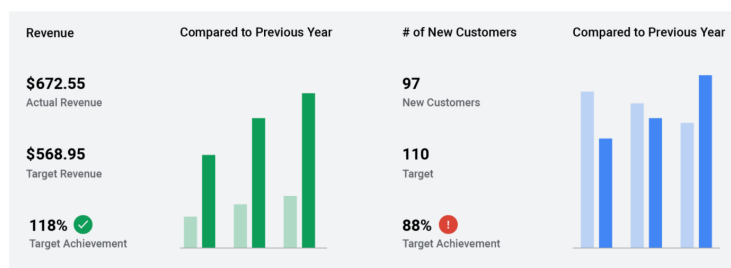 Revenue
Compared to Previous Year
$672.55
Actual Revenue
$568.95
Target Revenue
118%
Target Achievement
# of New Customers
Compared to Previous Year
97
New Customers
110
Target
88% !
Target Achievement